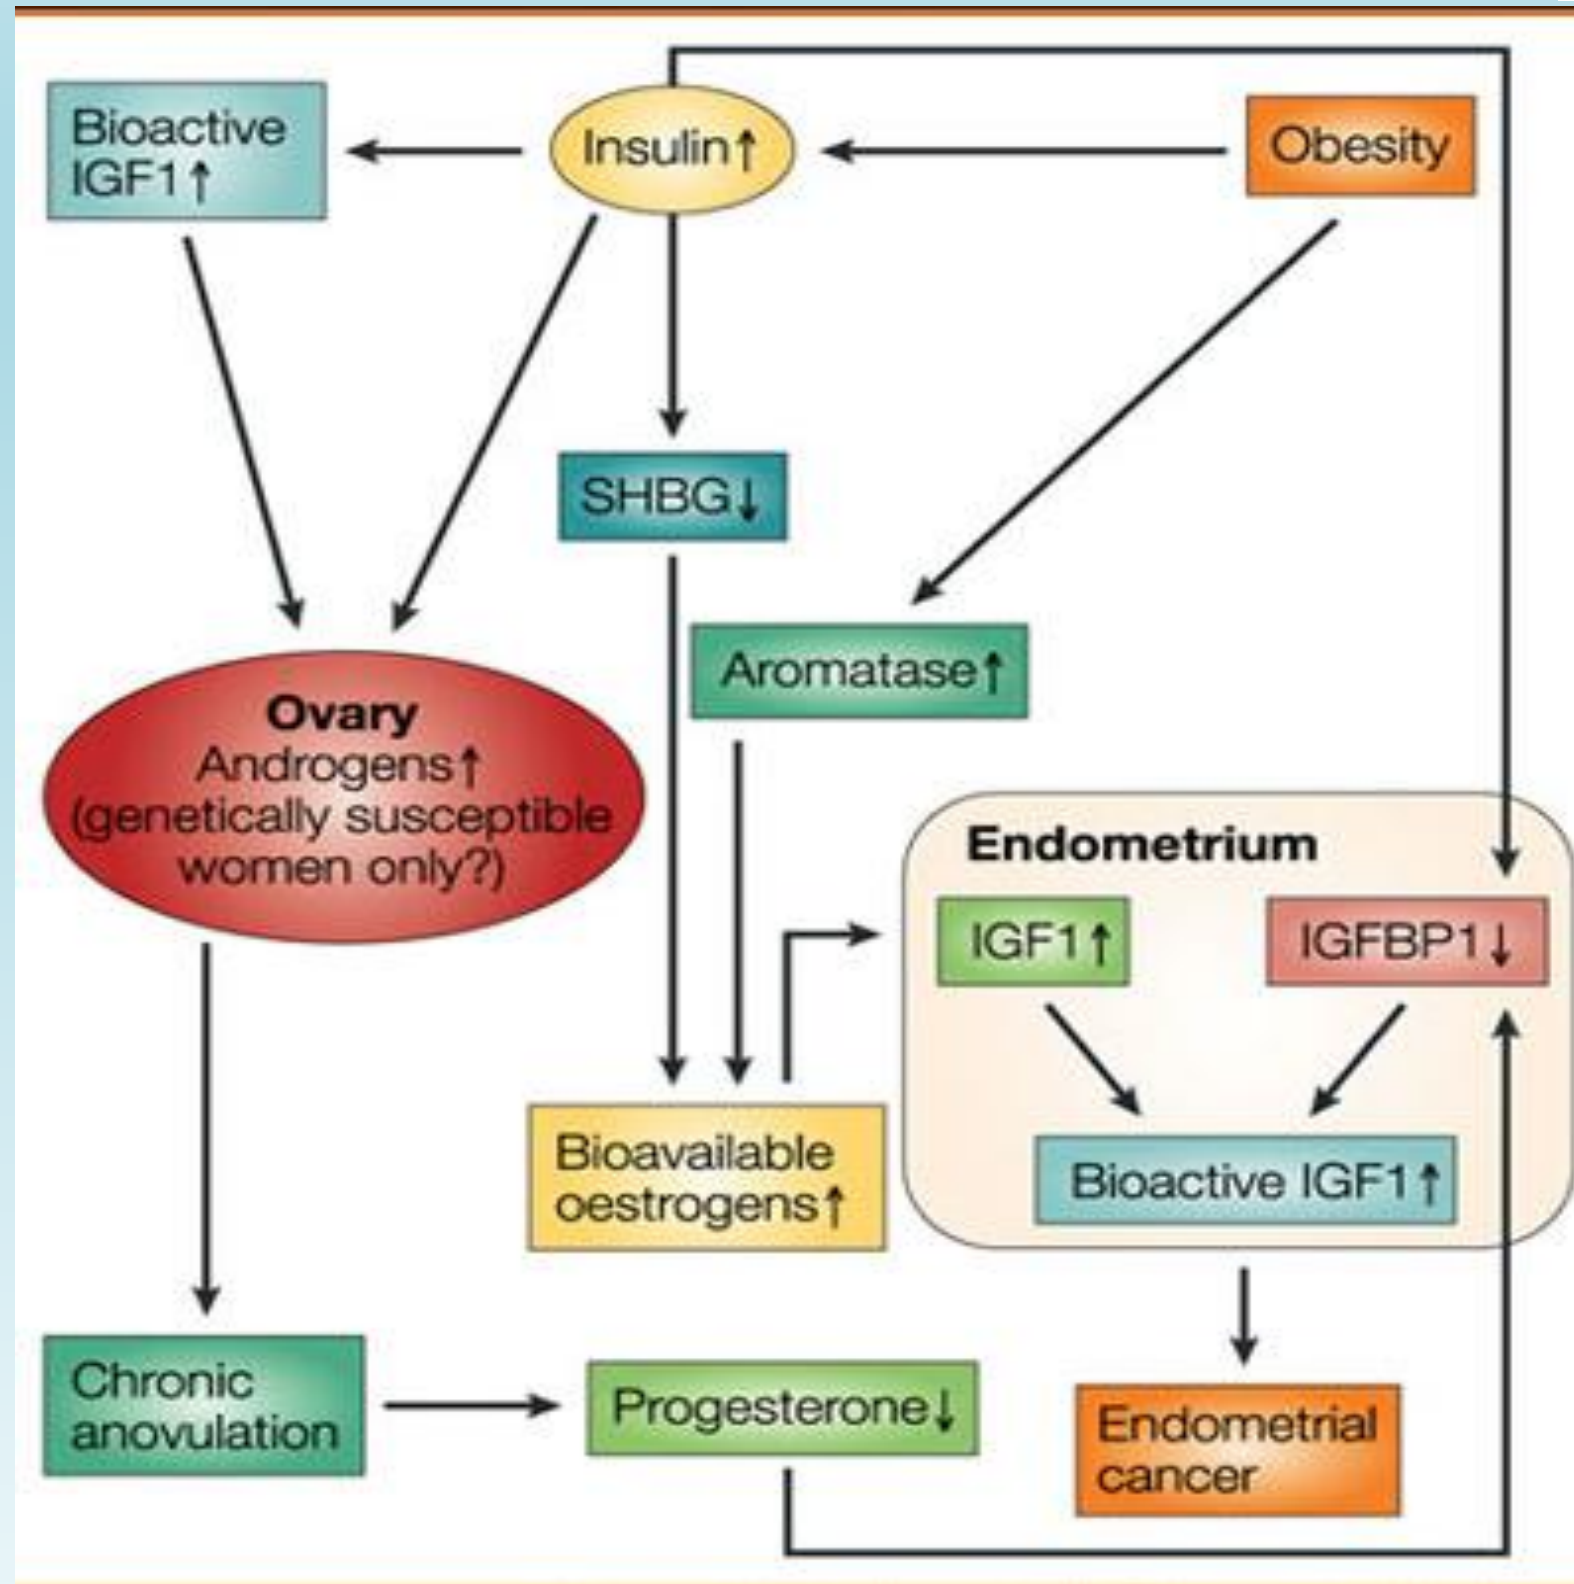 Bioactive
IGF1↑
Insulin↑
Obesity
SHBG↓
Aromatase↑
Ovary
Androgens↑
(genetically susceptible
women only?)
Endometrium
IGF1↑
IGFBP1↓
Bioactive IGF1↑
Bioavailable
oestrogens↑
Chronic
anovulation
Progesterone↓
Endometrial
cancer